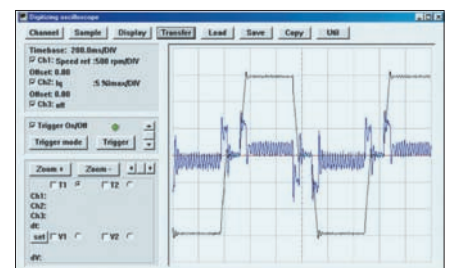 Digitizing oscilloscope
Channel Sample Display Transfer Load Save Copy Util
Timebase: 200.0ms/DIV
Ch1: Speed ref :500 rpm/DIV
Offset: 0.00
Ch2: Iq :5 %Imax/DIV
Offset: 0.00
Ch3: off
Trigger On/Off
Trigger mode Trigger
Zoom + Zoom -
T1 T2
Ch1:
Ch2:
Ch3:
dt:
set V1 V2
dV: